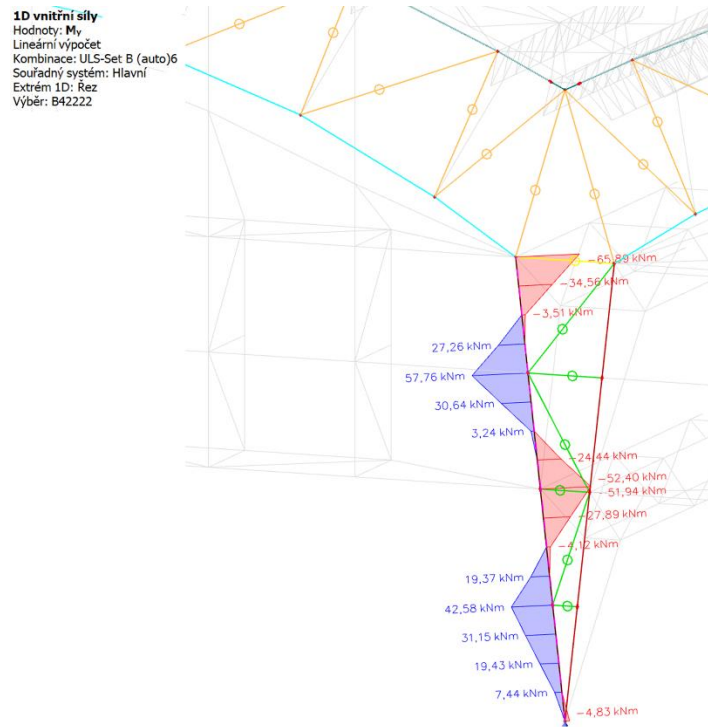 1D vnitřní síly
Hodnoty: My
Lineární výpočet
Kombinace: ULS-Set B (auto)6
Souřadný systém: Hlavní
Extrém 1D: Řez
Výběr: B42222
-65,89 kNm
-34,56 kNm
-3,51 kNm
27,26 kNm
57,76 kNm
30,64 kNm
3,24 kNm
-24,44 kNm
-52,40 kNm
-51,94 kNm
-27,89 kNm
-4,12 kNm
19,37 kNm
42,58 kNm
31,15 kNm
19,43 kNm
7,44 kNm
-4,83 kNm